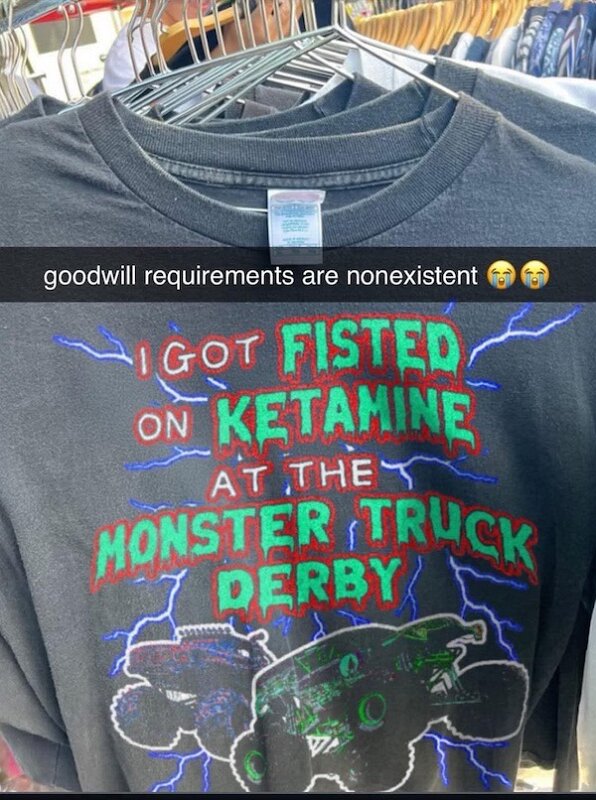 goodwill requirements are nonexistent 😭😭
I GOT FISTED
ON KETAMINE
AT THE
MONSTER TRUCK
DERBY